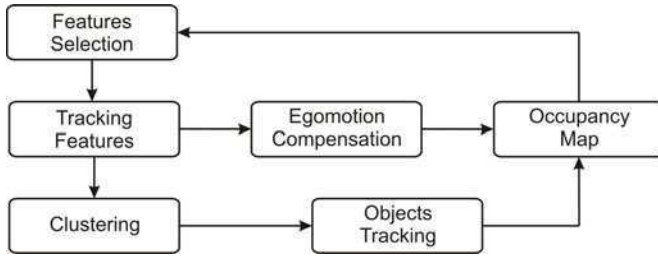 Features
Selection
Tracking
Features
Egomotion
Compensation
Occupancy
Map
Clustering
Objects
Tracking